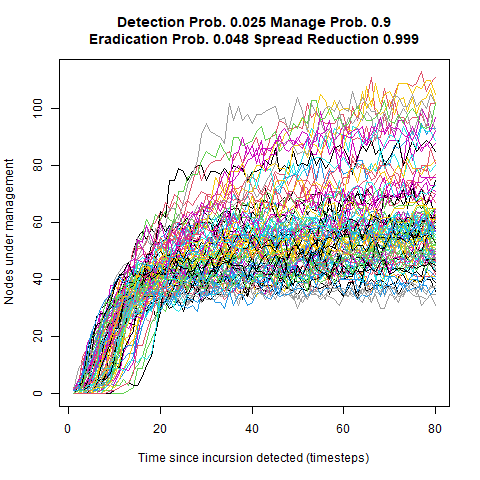 Detection Prob. 0.025 Manage Prob. 0.9
Eradication Prob. 0.048 Spread Reduction 0.999
Nodes under management
100
80
60
40
20
0
0 20 40 60 80
Time since incursion detected (timesteps)